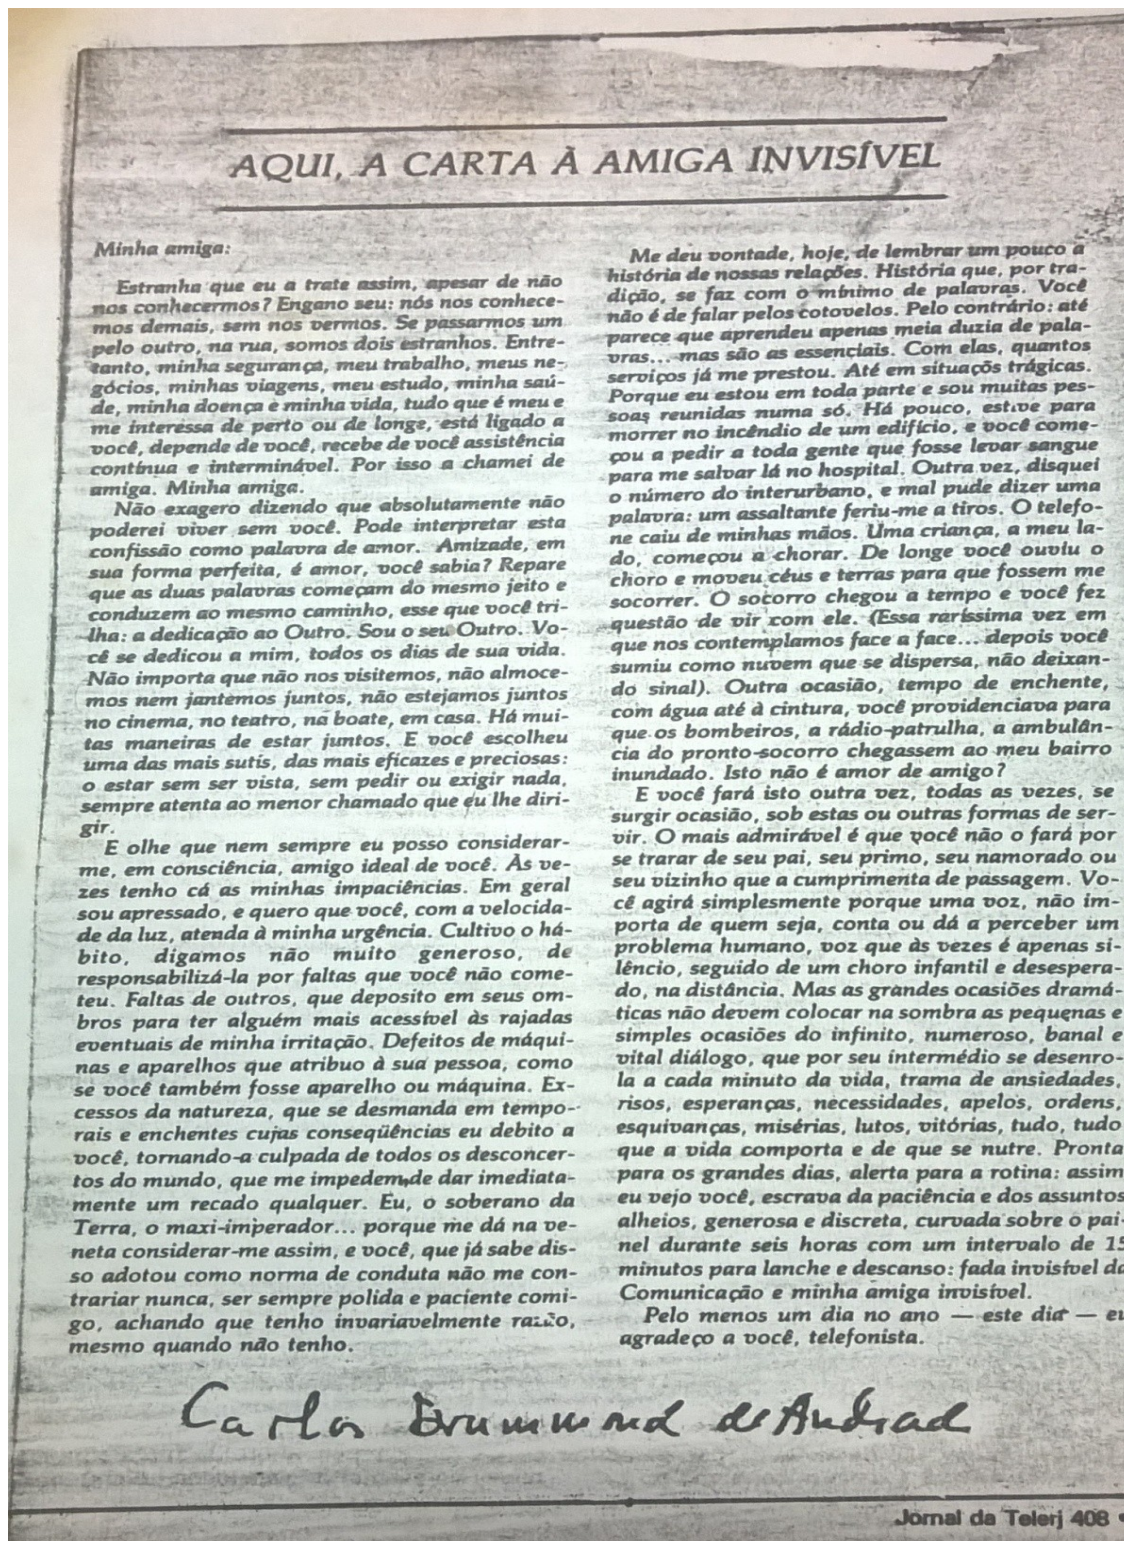 AQUI, A CARTA À AMIGA INVISÍVEL
Minha amiga:
Estranha que eu a trate assim, apesar de não
nos conhecermos? Engano seu: nós nos conhece-
mos demais, sem nos vermos. Se passarmos um
pelo outro, na rua, somos dois estranhos. Entre-
tanto, minha segurança, meu trabalho, meus ne-
gócios, minhas viagens, meu estudo, minha saú-
de, minha doença e minha vida, tudo que é meu e
me interessa de perto ou de longe, está ligado a
você, depende de você, recebe de você assistência
contínua e interminável. Por isso a chamei de
amiga. Minha amiga.
Não exagero dizendo que absolutamente não
poderei viver sem você. Pode interpretar esta
confissão como palavra de amor. Amizade, em
sua forma perfeita, é amor, você sabia? Repare
que as duas palavras começam do mesmo jeito e
conduzem ao mesmo caminho, esse que você tri-
lha: a dedicação ao Outro. Sou o seu Outro. Vo-
cê se dedicou a mim, todos os dias de sua vida.
Não importa que não nos visitemos, não almoce-
mos nem jantemos juntos, não estejamos juntos
no cinema, no teatro, na boate, em casa. Há mui-
tas maneiras de estar juntos. E você escolheu
uma das mais sutis, das mais eficazes e preciosas:
o estar sem ser vista, sem pedir ou exigir nada,
sempre atenta ao menor chamado que eu lhe diri-
gir.
E olhe que nem sempre eu posso considerar-
me, em consciência, amigo ideal de você. Às ve-
zes tenho cá as minhas impaciências. Em geral
sou apressado, e quero que você, com a velocida-
de da luz, atenda à minha urgência. Cultivo o há-
bito, digamos não muito generoso, de
responsabilizá-la por faltas que você não come-
teu. Faltas de outros, que deposito em seus om-
bros para ter alguém mais acessível às rajadas
eventuais de minha irritação. Defeitos de máqui-
nas e aparelhos que atribuo à sua pessoa, como
se você também fosse aparelho ou máquina. Ex-
cessos da natureza, que se desmanda em tempo-
rais e enchentes cujas conseqüências eu debito a
você, tornando-a culpada de todos os desconcer-
tos do mundo, que me impedem de dar imediata-
mente um recado qualquer. Eu, o soberano da
Terra, o maxi-imperador... porque me dá na ve-
neta considerar-me assim, e você, que já sabe dis-
so adotou como norma de conduta não me con-
trariar nunca, ser sempre polida e paciente comi-
go, achando que tenho invariavelmente razão,
mesmo quando não tenho.
Me deu vontade, hoje, de lembrar um pouco a
história de nossas relações. História que, por tra-
dição, se faz com o mínimo de palavras. Você
não é de falar pelos cotovelos. Pelo contrário: até
parece que aprendeu apenas meia duzia de pala-
vras... mas são as essenciais. Com elas, quantos
serviços já me prestou. Até em situaçõs trágicas.
Porque eu estou em toda parte e sou muitas pes-
soas reunidas numa só. Há pouco, estive para
morrer no incêndio de um edifício, e você come-
çou a pedir a toda gente que fosse levar sangue
para me salvar lá no hospital. Outra vez, disquei
o número do interurbano, e mal pude dizer uma
palavra: um assaltante feriu-me a tiros. O telefo-
ne caiu de minhas mãos. Uma criança, a meu la-
do, começou a chorar. De longe você ouviu o
choro e moveu céus e terras para que fossem me
socorrer. O socorro chegou a tempo e você fez
questão de vir com ele. (Essa raríssima vez em
que nos contemplamos face a face... depois você
sumiu como nuvem que se dispersa, não deixan-
do sinal). Outra ocasião, tempo de enchente,
com água até à cintura, você providenciava para
que os bombeiros, a rádio-patrulha, a ambulân-
cia do pronto-socorro chegassem ao meu bairro
inundado. Isto não é amor de amigo?
E você fará isto outra vez, todas as vezes, se
surgir ocasião, sob estas ou outras formas de ser-
vir. O mais admirável é que você não o fará por
se trarar de seu pai, seu primo, seu namorado ou
seu vizinho que a cumprimenta de passagem. Vo-
cê agirá simplesmente porque uma voz, não im-
porta de quem seja, conta ou dá a perceber um
problema humano, voz que às vezes é apenas si-
lêncio, seguido de um choro infantil e desespera-
do, na distância. Mas as grandes ocasiões dramá-
ticas não devem colocar na sombra as pequenas e
simples ocasiões do infinito, numeroso, banal e
vital diálogo, que por seu intermédio se desenro-
la a cada minuto da vida, trama de ansiedades,
risos, esperanças, necessidades, apelos, ordens,
esquivanças, misérias, lutos, vitórias, tudo, tudo
que a vida comporta e de que se nutre. Pronta
para os grandes dias, alerta para a rotina: assim
eu vejo você, escrava da paciência e dos assuntos
alheios, generosa e discreta, curvada sobre o pai-
nel durante seis horas com um intervalo de 15
minutos para lanche e descanso: fada invisível da
Comunicação e minha amiga invisível.
Pelo menos um dia no ano — este dia — eu
agradeço a você, telefonista.
Carlos Drummond de Andrade
Jornal da Telerj 408